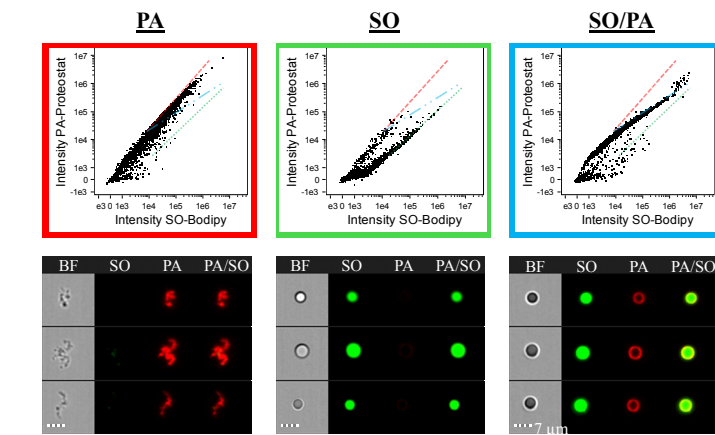 PA SO SO/PA
1e7 1e7 1e7
1e6 1e6 1e6
1e5 1e5 1e5
1e4 1e4 1e4
1e3 1e3 1e3
0 0 0
-1e3 -1e3 -1e3
Intensity PA-Proteostat Intensity PA-Proteostat Intensity PA-Proteostat
e3 0 1e3 1e4 1e5 1e6 1e7 e3 0 1e3 1e4 1e5 1e6 1e7 e3 0 1e3 1e4 1e5 1e6 1e7
Intensity SO-Bodipy Intensity SO-Bodipy Intensity SO-Bodipy
BF SO PA PA/SO BF SO PA PA/SO BF SO PA PA/SO
7 μm